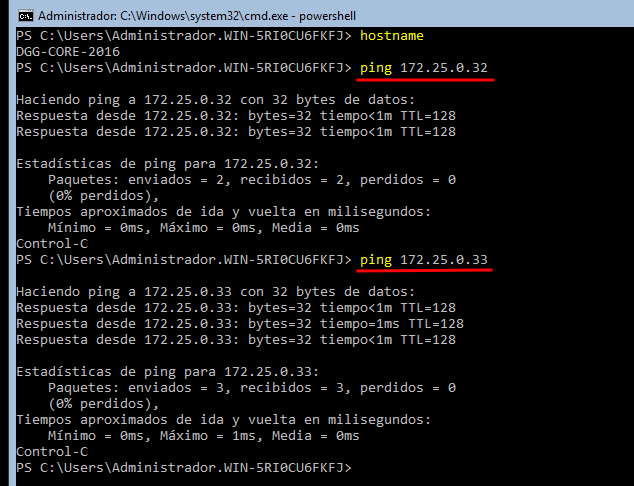 Administrador: C:\Windows\system32\cmd.exe - powershell
PS C:\Users\Administrador.WIN-5RI0CU6FKFJ> hostname
DGG-CORE-2016
PS C:\Users\Administrador.WIN-5RI0CU6FKFJ> ping 172.25.0.32
Haciendo ping a 172.25.0.32 con 32 bytes de datos:
Respuesta desde 172.25.0.32: bytes=32 tiempo<1m TTL=128
Respuesta desde 172.25.0.32: bytes=32 tiempo<1m TTL=128
Estadísticas de ping para 172.25.0.32:
Paquetes: enviados = 2, recibidos = 2, perdidos = 0
(0% perdidos),
Tiempos aproximados de ida y vuelta en milisegundos:
Mínimo = 0ms, Máximo = 0ms, Media = 0ms
Control-C
PS C:\Users\Administrador.WIN-5RI0CU6FKFJ> ping 172.25.0.33
Haciendo ping a 172.25.0.33 con 32 bytes de datos:
Respuesta desde 172.25.0.33: bytes=32 tiempo<1m TTL=128
Respuesta desde 172.25.0.33: bytes=32 tiempo=1ms TTL=128
Respuesta desde 172.25.0.33: bytes=32 tiempo<1m TTL=128
Estadísticas de ping para 172.25.0.33:
Paquetes: enviados = 3, recibidos = 3, perdidos = 0
(0% perdidos),
Tiempos aproximados de ida y vuelta en milisegundos:
Mínimo = 0ms, Máximo = 1ms, Media = 0ms
Control-C
PS C:\Users\Administrador.WIN-5RI0CU6FKFJ>